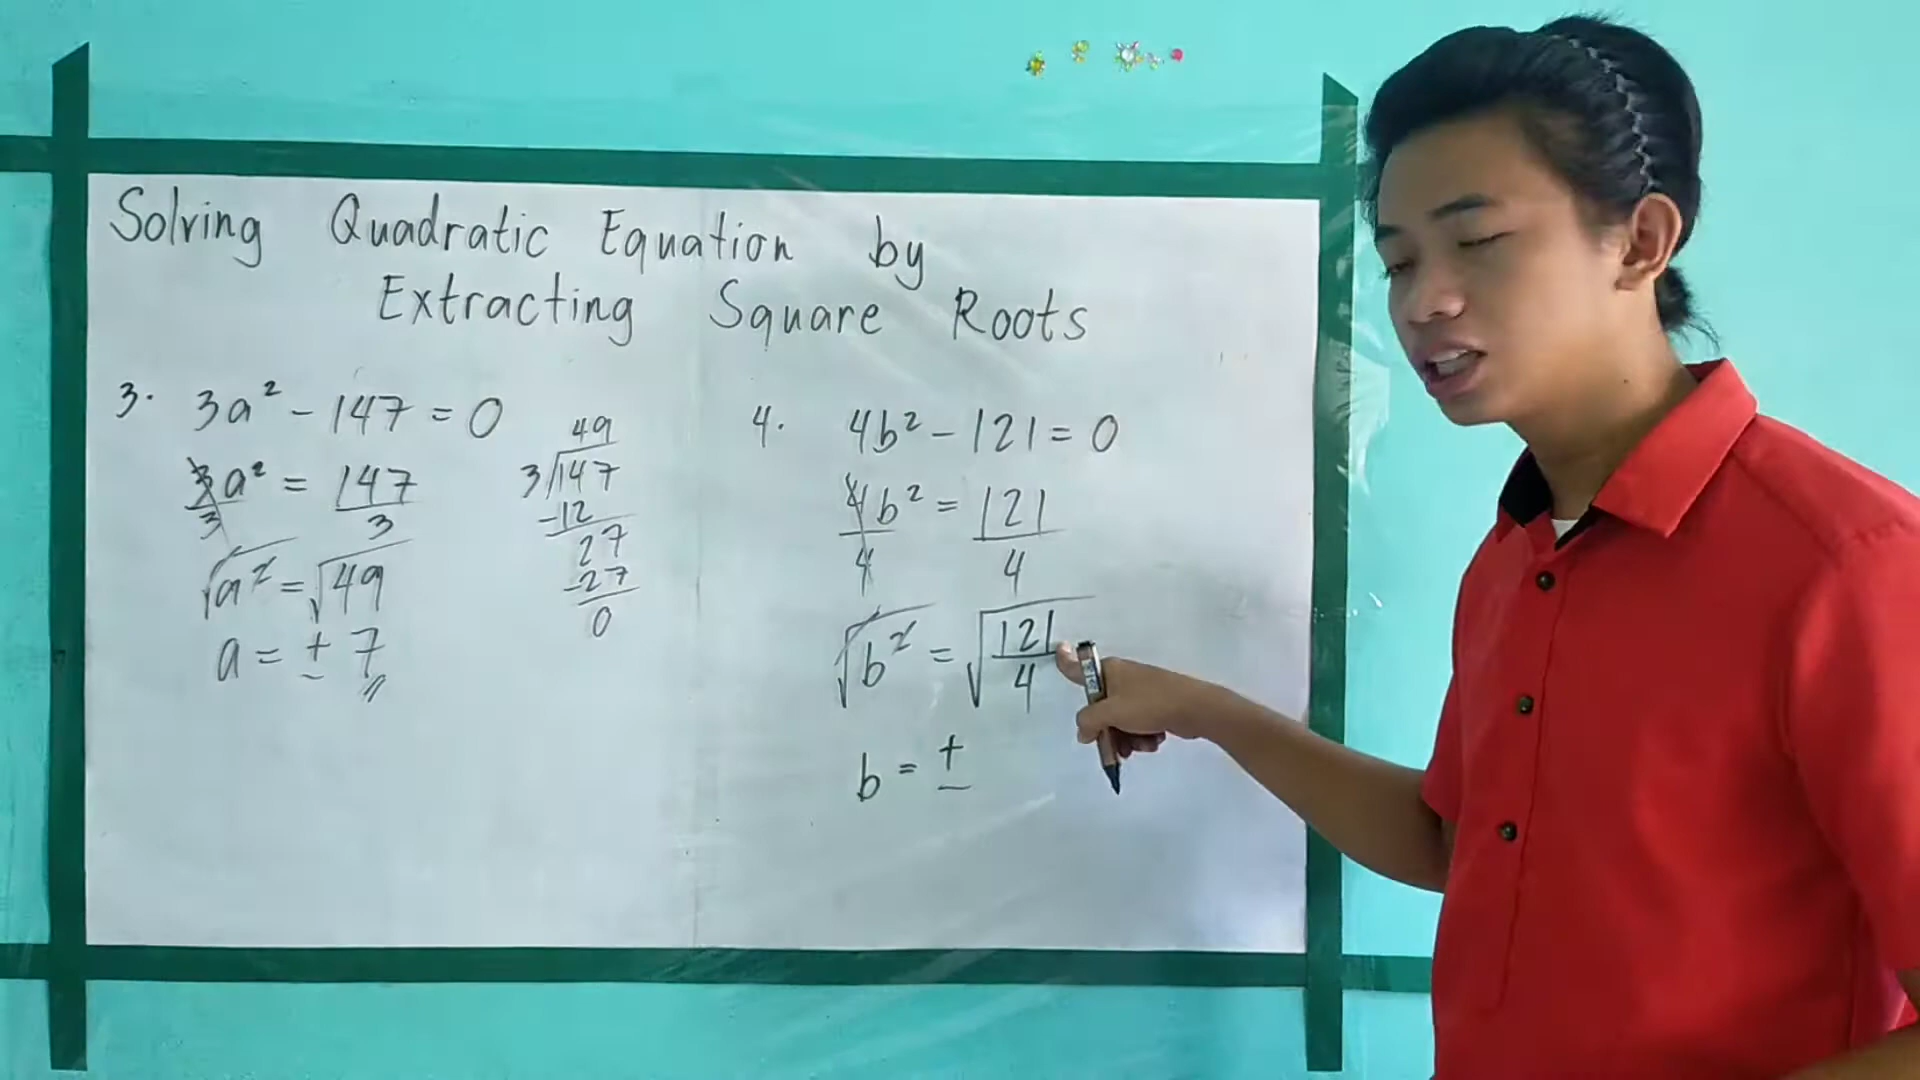 Solving Quadratic Equation by
Extracting Square Roots
3. 3a² - 147 = 0
3a²/3 = 147/3
√a² = √49
a = ± 7
49
3)147
-12
27
-27
0
4. 4b² - 121 = 0
4b²/4 = 121/4
√b² = √121/4
b = ±